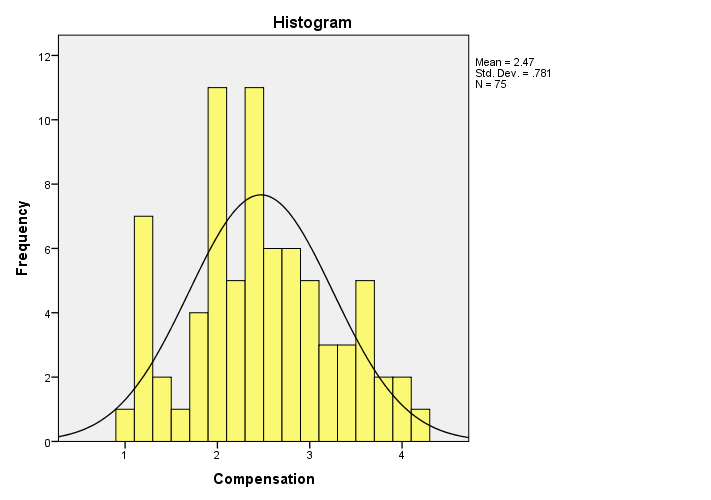 Histogram
Mean = 2.47
Std. Dev. = .781
N = 75
Frequency
12
10
8
6
4
2
0
1 2 3 4
Compensation